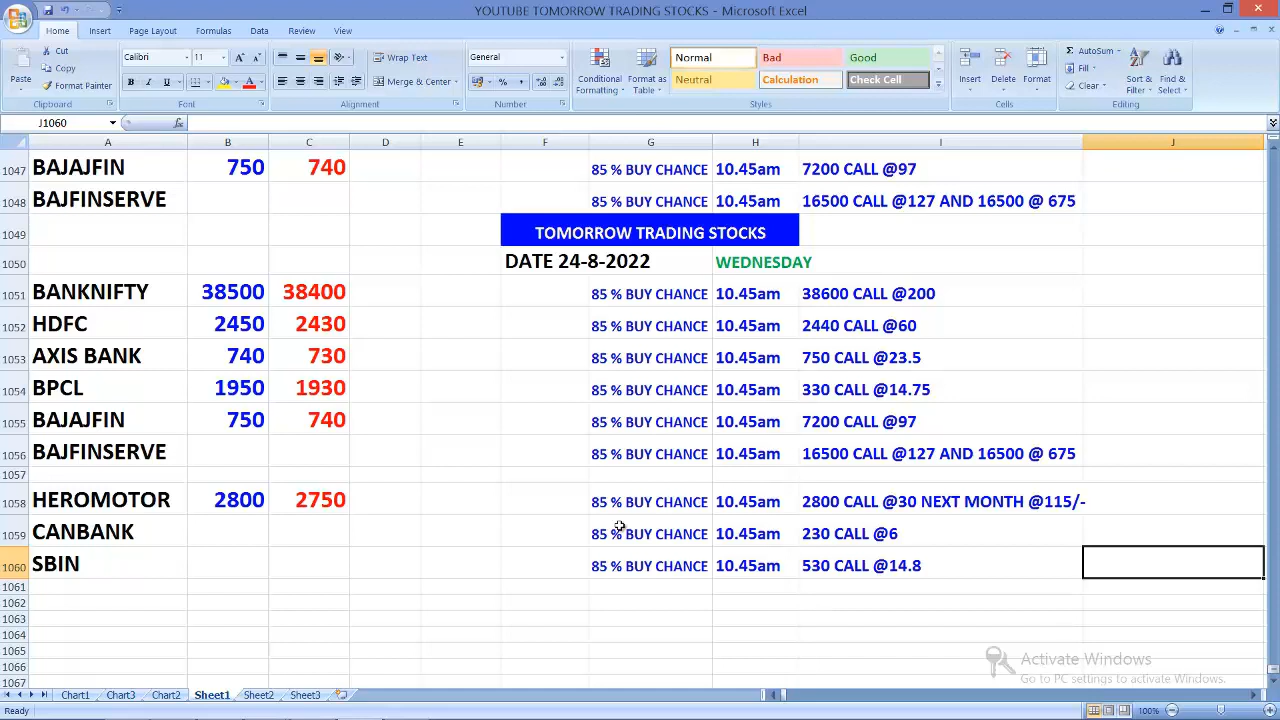 YOUTUBE TOMORROW TRADING STOCKS - Microsoft Excel
Home Insert Page Layout Formulas Data Review View
Cut Calibri 11 A A Wrap Text General Normal Bad Good AutoSum
Paste Copy Fill
Format Painter B I U A Merge & Center % , Conditional Formatting Format as Table Neutral Calculation Check Cell Insert Delete Format Clear Sort & Filter Find & Select
Clipboard Font Alignment Number Styles Cells Editing
J1060 fx
A B C D E F G H I J
1047 BAJAJFIN 750 740 85 % BUY CHANCE 10.45am 7200 CALL @97
1048 BAJFINSERVE 85 % BUY CHANCE 10.45am 16500 CALL @127 AND 16500 @ 675
1049 TOMORROW TRADING STOCKS
1050 DATE 24-8-2022 WEDNESDAY
1051 BANKNIFTY 38500 38400 85 % BUY CHANCE 10.45am 38600 CALL @200
1052 HDFC 2450 2430 85 % BUY CHANCE 10.45am 2440 CALL @60
1053 AXIS BANK 740 730 85 % BUY CHANCE 10.45am 750 CALL @23.5
1054 BPCL 1950 1930 85 % BUY CHANCE 10.45am 330 CALL @14.75
1055 BAJAJFIN 750 740 85 % BUY CHANCE 10.45am 7200 CALL @97
1056 BAJFINSERVE 85 % BUY CHANCE 10.45am 16500 CALL @127 AND 16500 @ 675
1057
1058 HEROMOTOR 2800 2750 85 % BUY CHANCE 10.45am 2800 CALL @30 NEXT MONTH @115/-
1059 CANBANK 85 % BUY CHANCE 10.45am 230 CALL @6
1060 SBIN 85 % BUY CHANCE 10.45am 530 CALL @14.8
1061
1062
1063
1064
1065
1066
1067
Activate Windows
Go to PC settings to activate Windows.
Chart1 Chart3 Chart2 Sheet1 Sheet2 Sheet3
Ready 100%